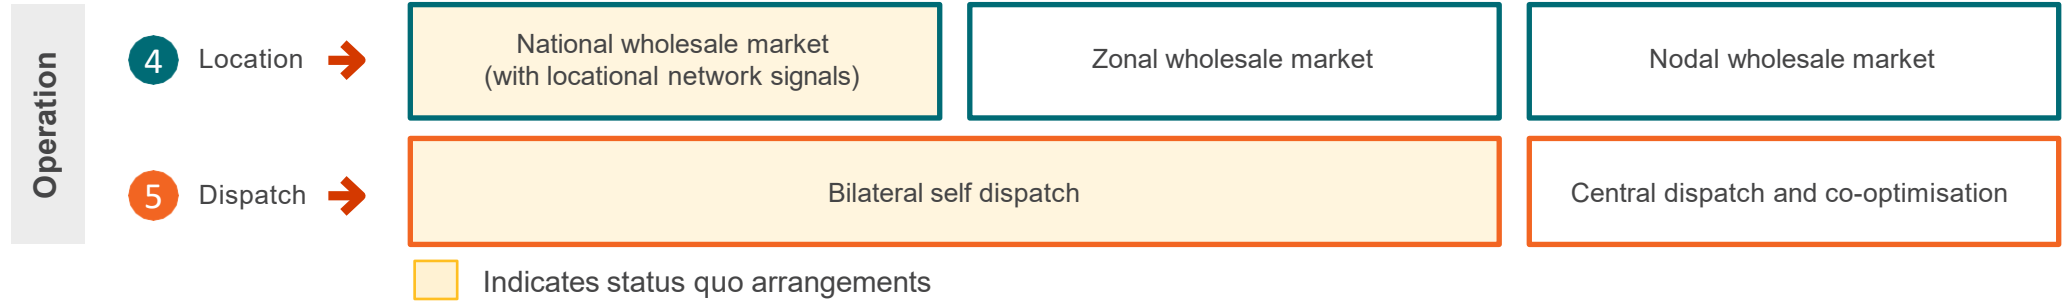 Operation
4
Location
National wholesale market
(with locational network signals)
Zonal wholesale market
Nodal wholesale market
5
Dispatch
Bilateral self dispatch
Central dispatch and co-optimisation
Indicates status quo arrangements